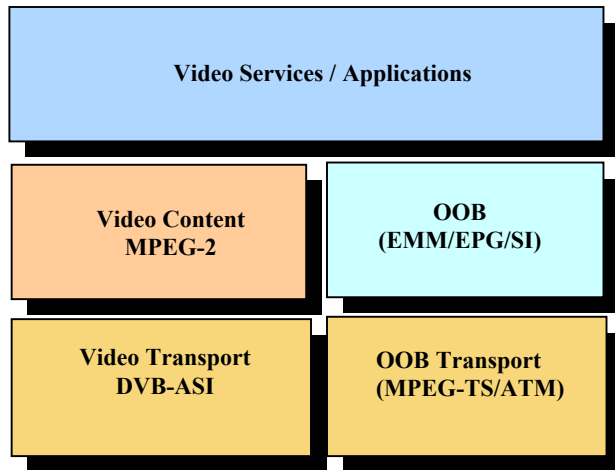 Video Services / Applications
Video Content
MPEG-2
OOB
(EMM/EPG/SI)
Video Transport
DVB-ASI
OOB Transport
(MPEG-TS/ATM)